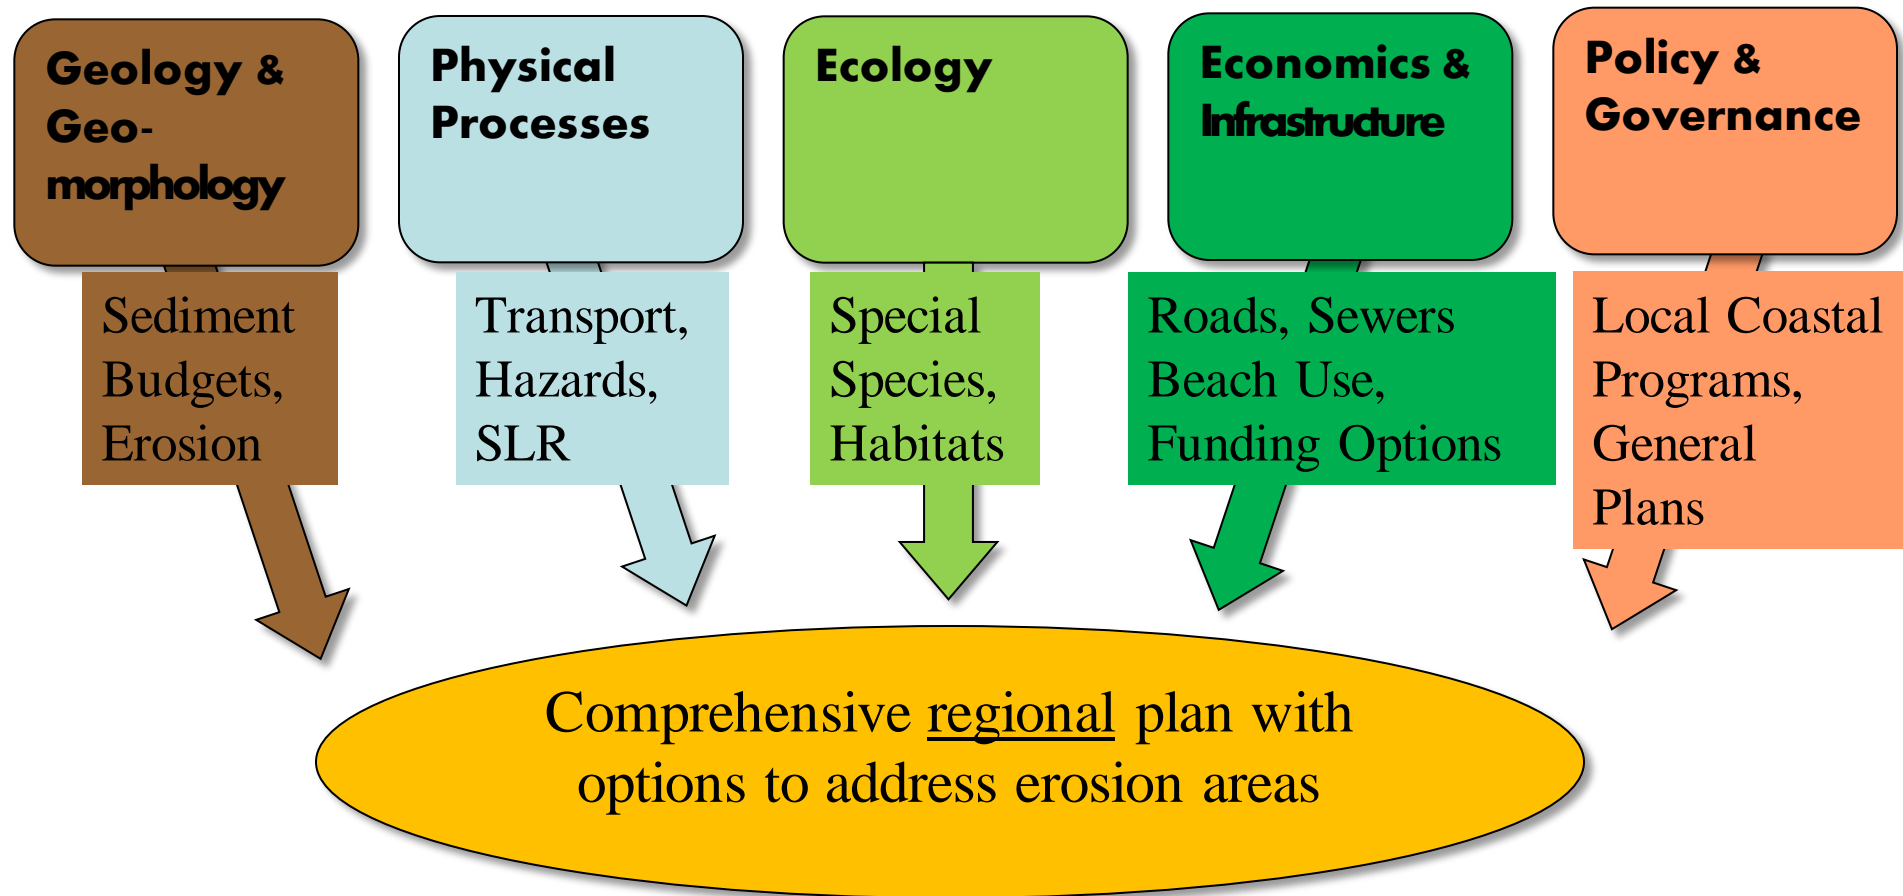 Geology &
Geo-
morphology
Physical
Processes
Ecology
Economics &
Infrastructure
Policy &
Governance
Sediment
Budgets,
Erosion
Transport,
Hazards,
SLR
Special
Species,
Habitats
Roads, Sewers
Beach Use,
Funding Options
Local Coastal
Programs,
General
Plans
Comprehensive regional plan with
options to address erosion areas